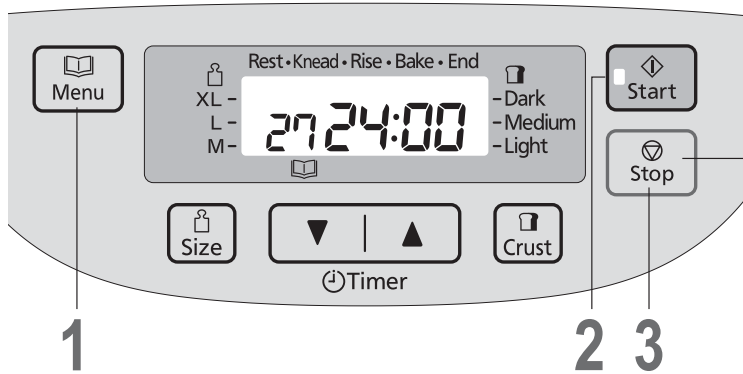 Menu
Rest • Knead • Rise • Bake • End
XL –
L –
M –
27 24:00
– Dark
– Medium
– Light
Start
Stop
Size
▼ | ▲
Crust
Timer
1
2
3